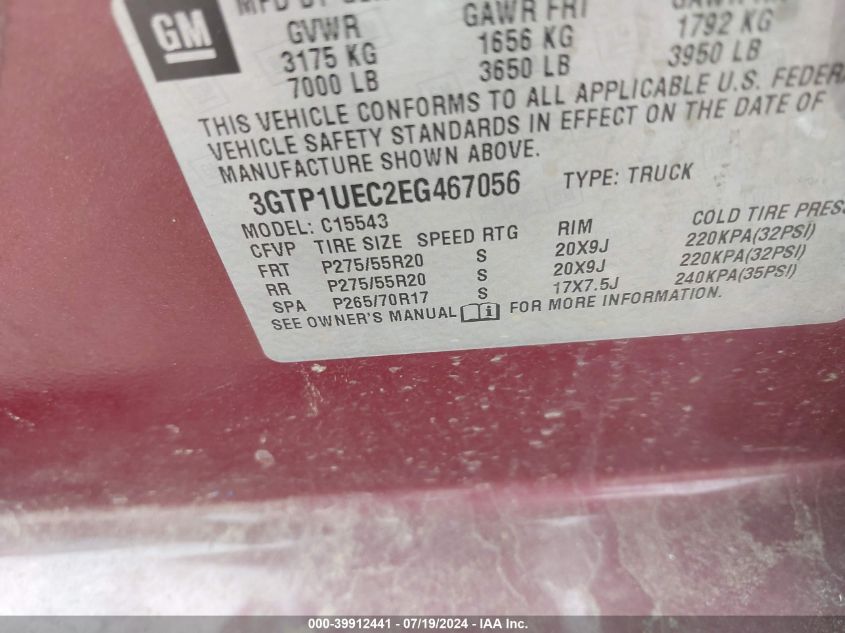 GM
GVWR GAWR FRT
3175 KG 1656 KG 1792 KG
7000 LB 3650 LB 3950 LB
THIS VEHICLE CONFORMS TO ALL APPLICABLE U.S. FEDERA
VEHICLE SAFETY STANDARDS IN EFFECT ON THE DATE OF
MANUFACTURE SHOWN ABOVE.
3GTP1UEC2EG467056 TYPE: TRUCK
MODEL: C15543
CFVP TIRE SIZE SPEED RTG RIM COLD TIRE PRESS
FRT P275/55R20 S 20X9J 220KPA(32PSI)
RR P275/55R20 S 20X9J 220KPA(32PSI)
SPA P265/70R17 S 17X7.5J 240KPA(35PSI)
SEE OWNER'S MANUAL i FOR MORE INFORMATION.
000-39912441 - 07/19/2024 - IAA Inc.